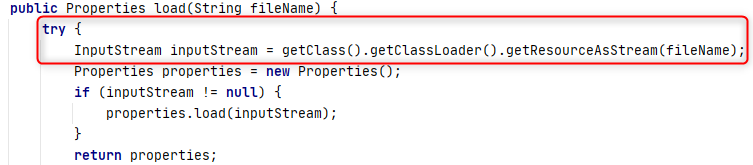 public Properties load(String fileName) {
try {
InputStream inputStream = getClass().getClassLoader().getResourceAsStream(fileName);
Properties properties = new Properties();
if (inputStream != null) {
properties.load(inputStream);
}
return properties;